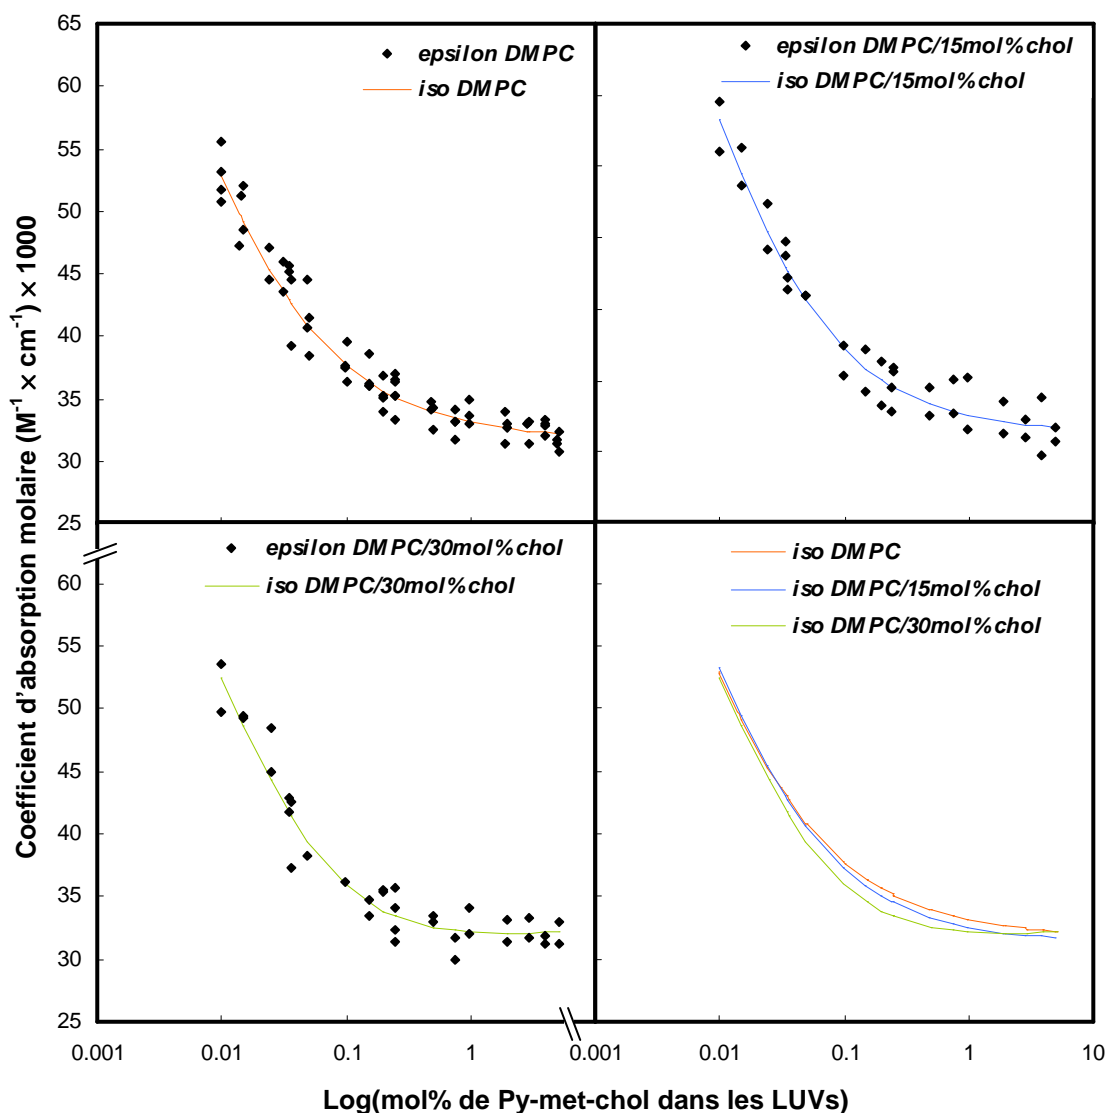 65
60
55
50
45
40
35
30
25
60
55
50
45
40
35
30
25
Coefficient d'absorption molaire (M-1 × cm-1) × 1000
epsilon DMPC
iso DMPC
epsilon DMPC/15mol%chol
iso DMPC/15mol%chol
epsilon DMPC/30mol%chol
iso DMPC/30mol%chol
iso DMPC
iso DMPC/15mol%chol
iso DMPC/30mol%chol
0.001 0.01 0.1 1 0.001 0.01 0.1 1 10
Log(mol% de Py-met-chol dans les LUVs)